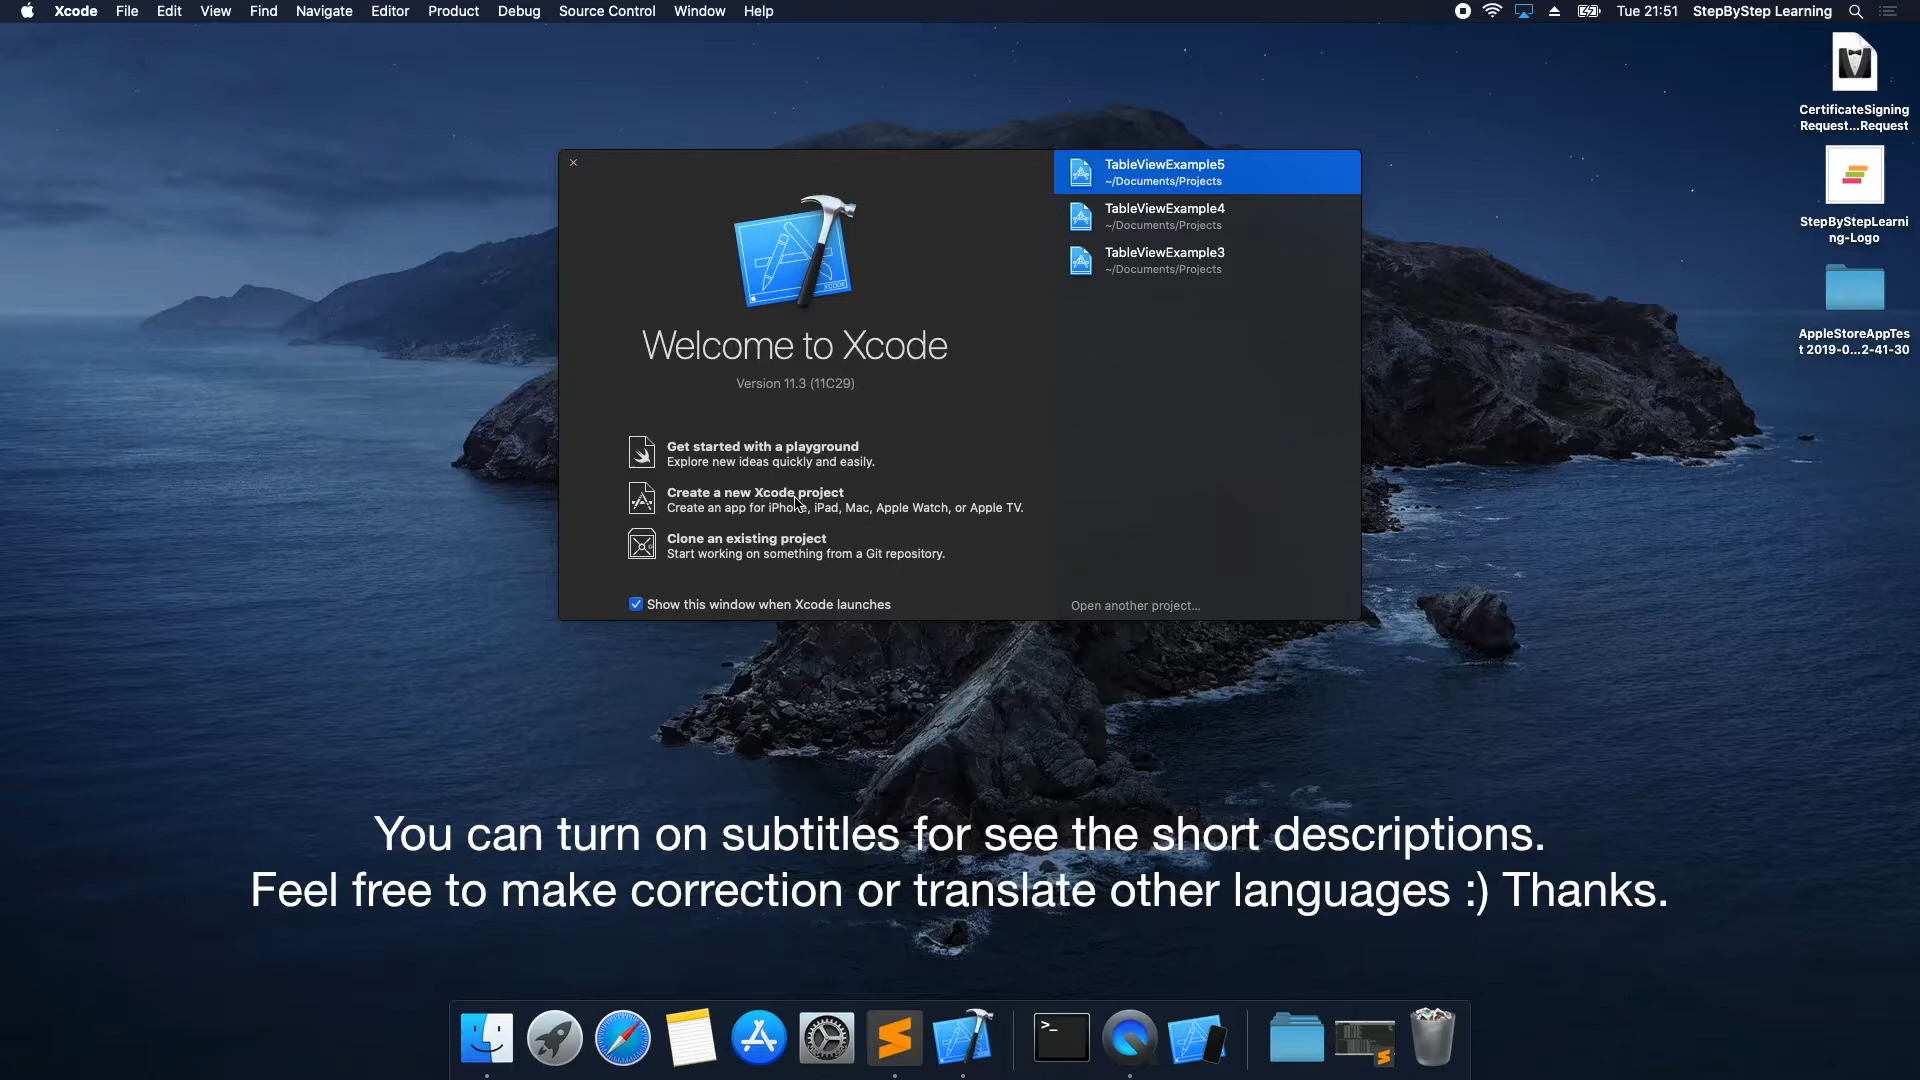 Xcode File Edit View Find Navigate Editor Product Debug Source Control Window Help
Tue 21:51 StepByStep Learning
CertificateSigning
Request...Request
StepByStepLearni
ng-Logo
AppleStoreAppTes
t 2019-0...2-41-30
Welcome to Xcode
Version 11.3 (11C29)
Get started with a playground
Explore new ideas quickly and easily.
Create a new Xcode project
Create an app for iPhone, iPad, Mac, Apple Watch, or Apple TV.
Clone an existing project
Start working on something from a Git repository.
Show this window when Xcode launches
TableViewExample5
~/Documents/Projects
TableViewExample4
~/Documents/Projects
TableViewExample3
~/Documents/Projects
Open another project...
XCODE
You can turn on subtitles for see the short descriptions.
Feel free to make correction or translate other languages :) Thanks.
>_